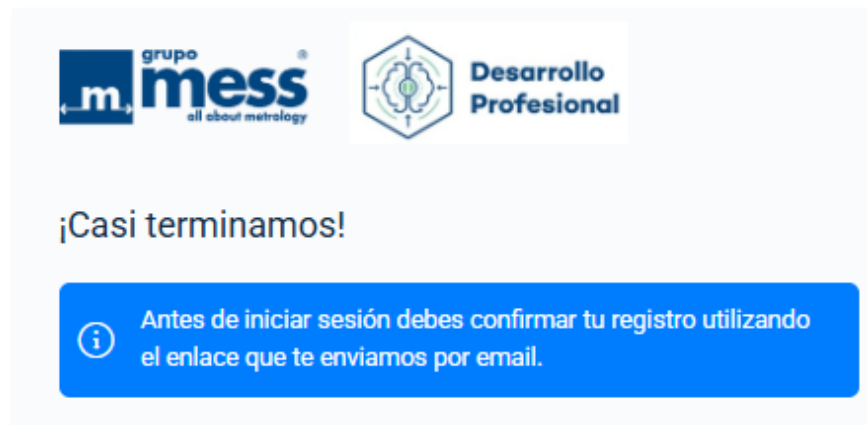 grupo
m mess®
all about metrology
Desarrollo
Profesional
¡Casi terminamos!
Antes de iniciar sesión debes confirmar tu registro utilizando
el enlace que te enviamos por email.